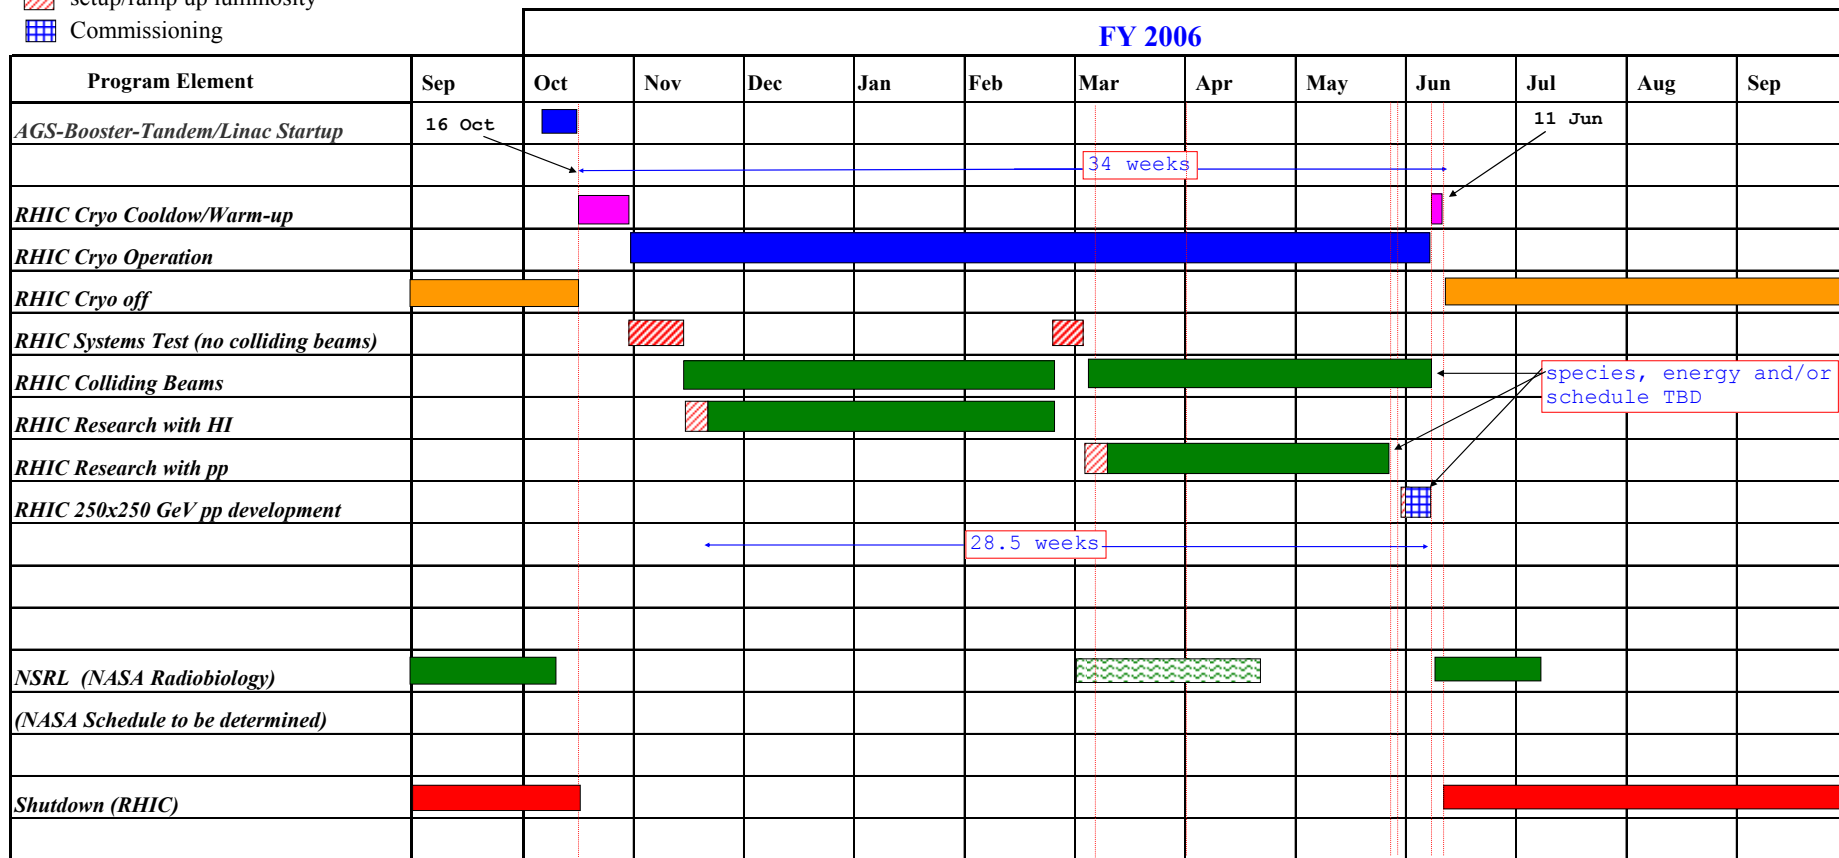 setup/ramp up luminosity
Commissioning
FY 2006
Program Element Sep Oct Nov Dec Jan Feb Mar Apr May Jun Jul Aug Sep
AGS-Booster-Tandem/Linac Startup
16 Oct
11 Jun
34 weeks
RHIC Cryo Cooldow/Warm-up
RHIC Cryo Operation
RHIC Cryo off
RHIC Systems Test (no colliding beams)
RHIC Colliding Beams
species, energy and/or
schedule TBD
RHIC Research with HI
RHIC Research with pp
RHIC 250x250 GeV pp development
28.5 weeks
NSRL (NASA Radiobiology)
(NASA Schedule to be determined)
Shutdown (RHIC)